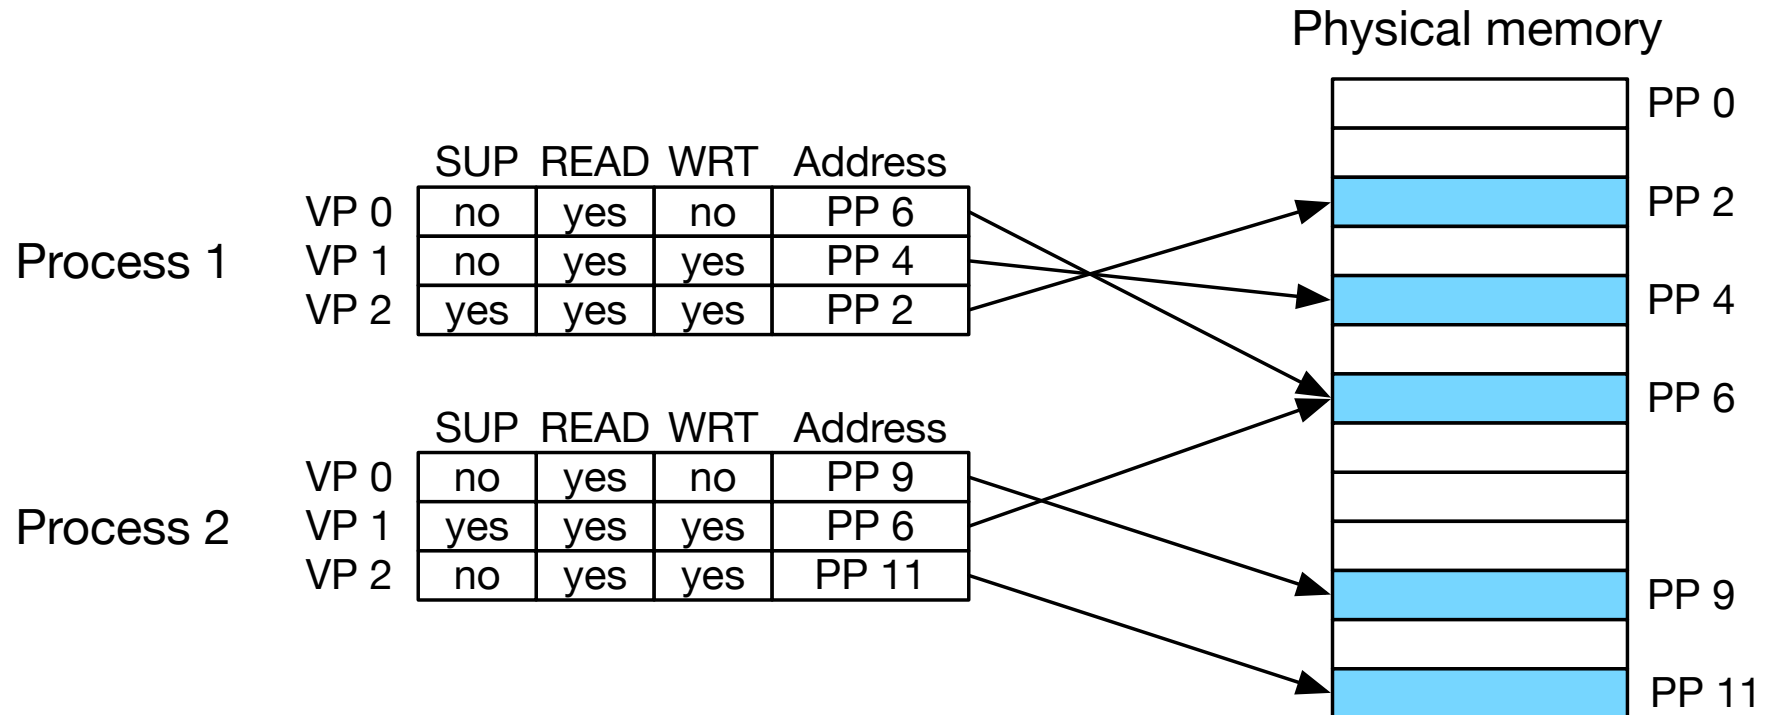 Physical memory
PP 0
SUP READ WRT Address
VP 0 no yes no PP 6
PP 2
Process 1 VP 1 no yes yes PP 4
VP 2 yes yes yes PP 2
PP 4
PP 6
SUP READ WRT Address
VP 0 no yes no PP 9
Process 2 VP 1 yes yes yes PP 6
VP 2 no yes yes PP 11
PP 9
PP 11